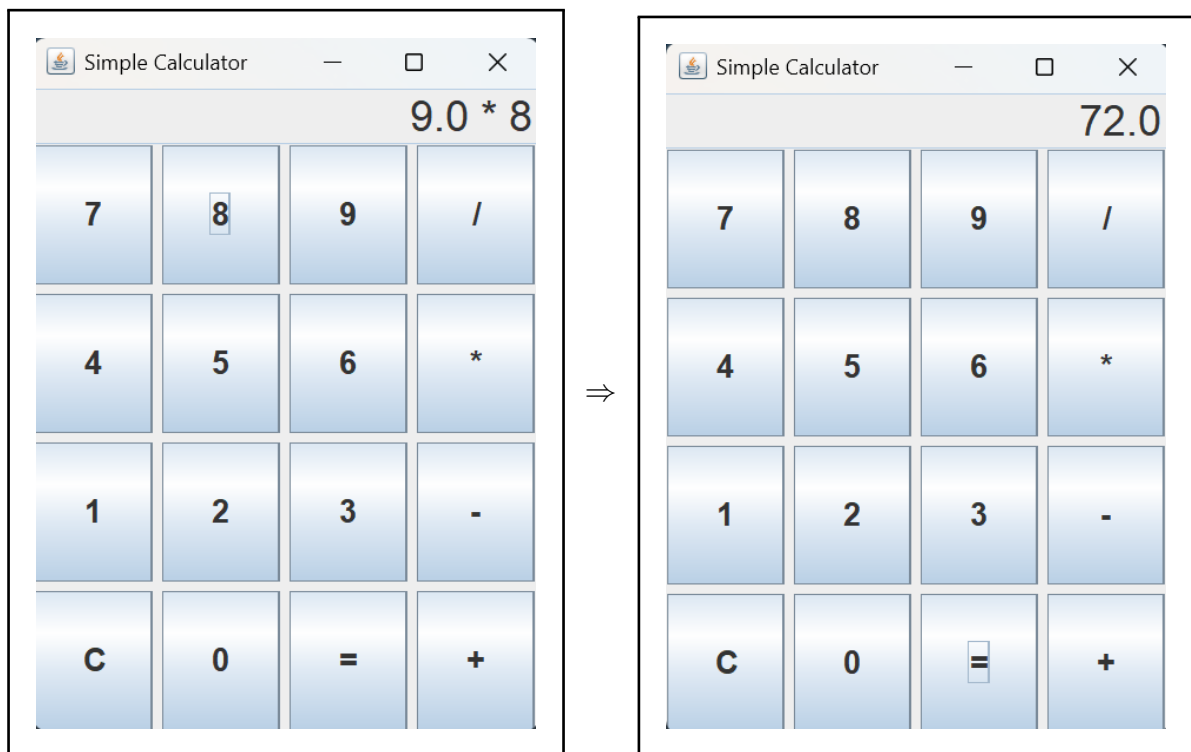 Simple Calculator
9.0 * 8
7 8 9 /
4 5 6 *
1 2 3 -
C 0 = +
⇒
Simple Calculator
72.0
7 8 9 /
4 5 6 *
1 2 3 -
C 0 = +